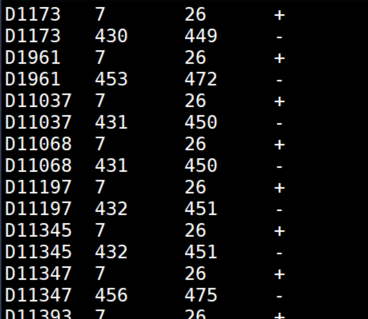 D1173 7 26 +
D1173 430 449 -
D1961 7 26 +
D1961 453 472 -
D11037 7 26 +
D11037 431 450 -
D11068 7 26 +
D11068 431 450 -
D11197 7 26 +
D11197 432 451 -
D11345 7 26 +
D11345 432 451 -
D11347 7 26 +
D11347 456 475 -
D11393 7 26 +